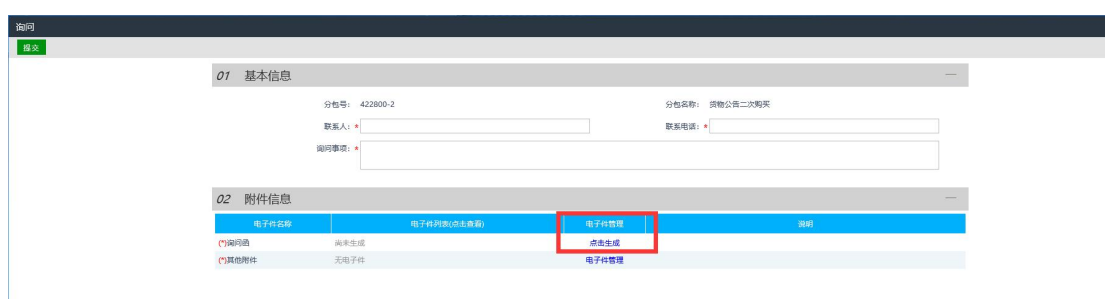 询问
提交
01 基本信息
分包号： 422800-2 分包名称： 货物公告二次购买
联系人：* 联系电话：*
询问事项：*
02 附件信息
电子件名称 电子件列表(点击查看) 电子件管理 说明
(*)询问函 尚未生成 点击生成
(*)其他附件 无电子件 电子件管理